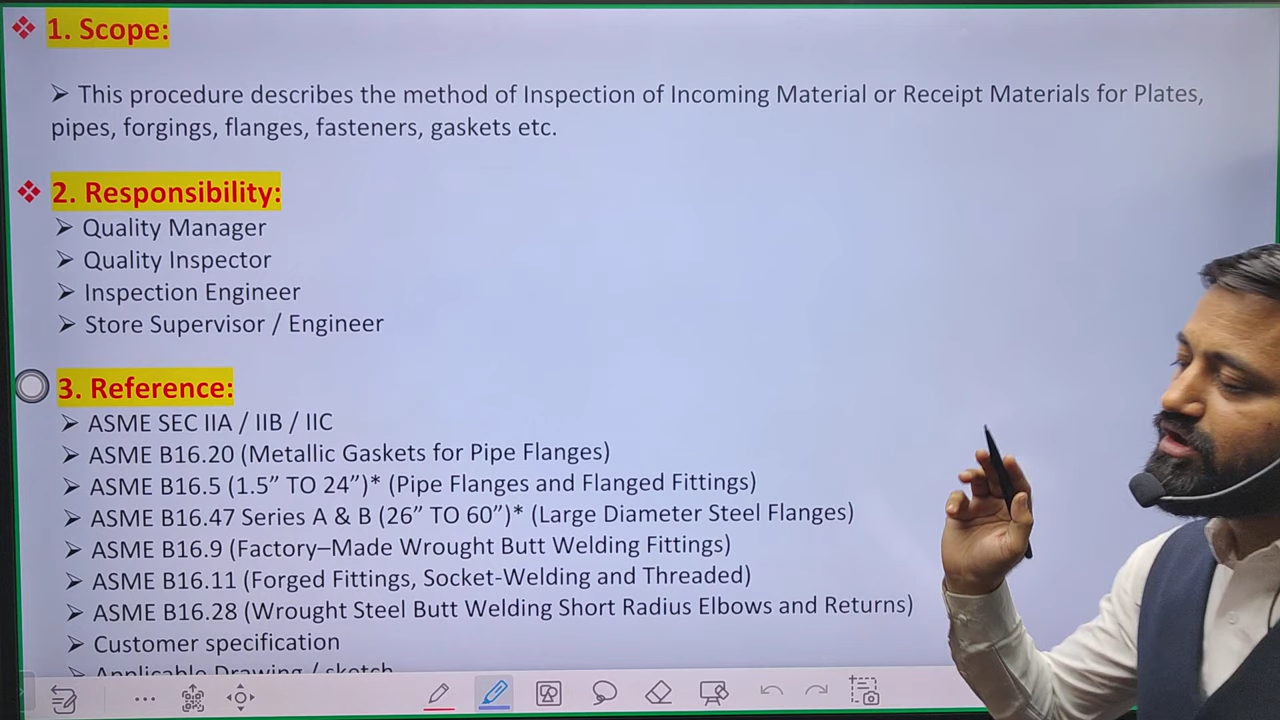 ❖ 1. Scope:
➢ This procedure describes the method of Inspection of Incoming Material or Receipt Materials for Plates,
pipes, forgings, flanges, fasteners, gaskets etc.
❖ 2. Responsibility:
➢ Quality Manager
➢ Quality Inspector
➢ Inspection Engineer
➢ Store Supervisor / Engineer
3. Reference:
➢ ASME SEC IIA / IIB / IIC
➢ ASME B16.20 (Metallic Gaskets for Pipe Flanges)
➢ ASME B16.5 (1.5” TO 24”)* (Pipe Flanges and Flanged Fittings)
➢ ASME B16.47 Series A & B (26” TO 60”)* (Large Diameter Steel Flanges)
➢ ASME B16.9 (Factory–Made Wrought Butt Welding Fittings)
➢ ASME B16.11 (Forged Fittings, Socket-Welding and Threaded)
➢ ASME B16.28 (Wrought Steel Butt Welding Short Radius Elbows and Returns)
➢ Customer specification
➢ Applicable Drawing / sketch